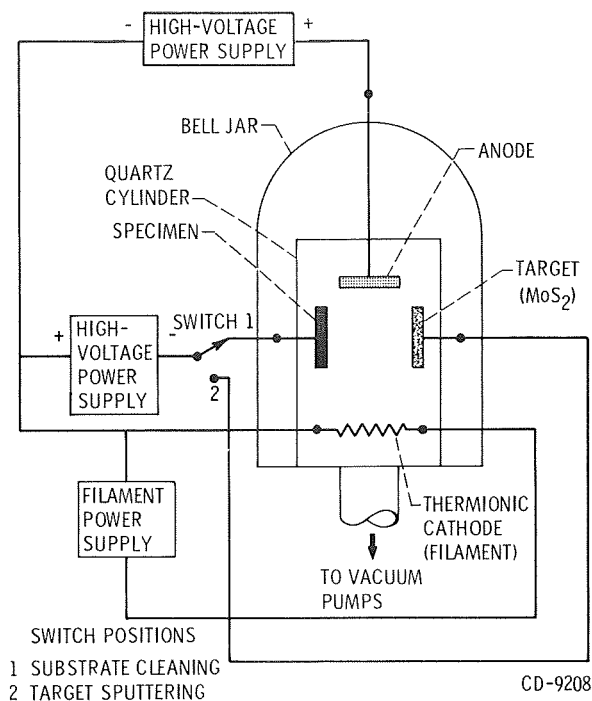 - HIGH-VOLTAGE +
POWER SUPPLY
BELL JAR
ANODE
QUARTZ
CYLINDER
SPECIMEN
TARGET
(MoS2)
+ HIGH- -
VOLTAGE
POWER
SUPPLY
SWITCH 1
2
FILAMENT
POWER
SUPPLY
THERMIONIC
CATHODE
(FILAMENT)
TO VACUUM
PUMPS
SWITCH POSITIONS
1 SUBSTRATE CLEANING
2 TARGET SPUTTERING
CD-9208